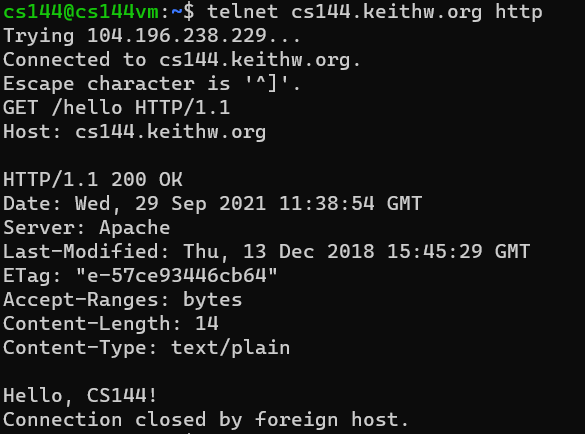 cs144@cs144vm:~$ telnet cs144.keithw.org http
Trying 104.196.238.229...
Connected to cs144.keithw.org.
Escape character is '^]'.
GET /hello HTTP/1.1
Host: cs144.keithw.org

HTTP/1.1 200 OK
Date: Wed, 29 Sep 2021 11:38:54 GMT
Server: Apache
Last-Modified: Thu, 13 Dec 2018 15:45:29 GMT
ETag: "e-57ce93446cb64"
Accept-Ranges: bytes
Content-Length: 14
Content-Type: text/plain

Hello, CS144!
Connection closed by foreign host.